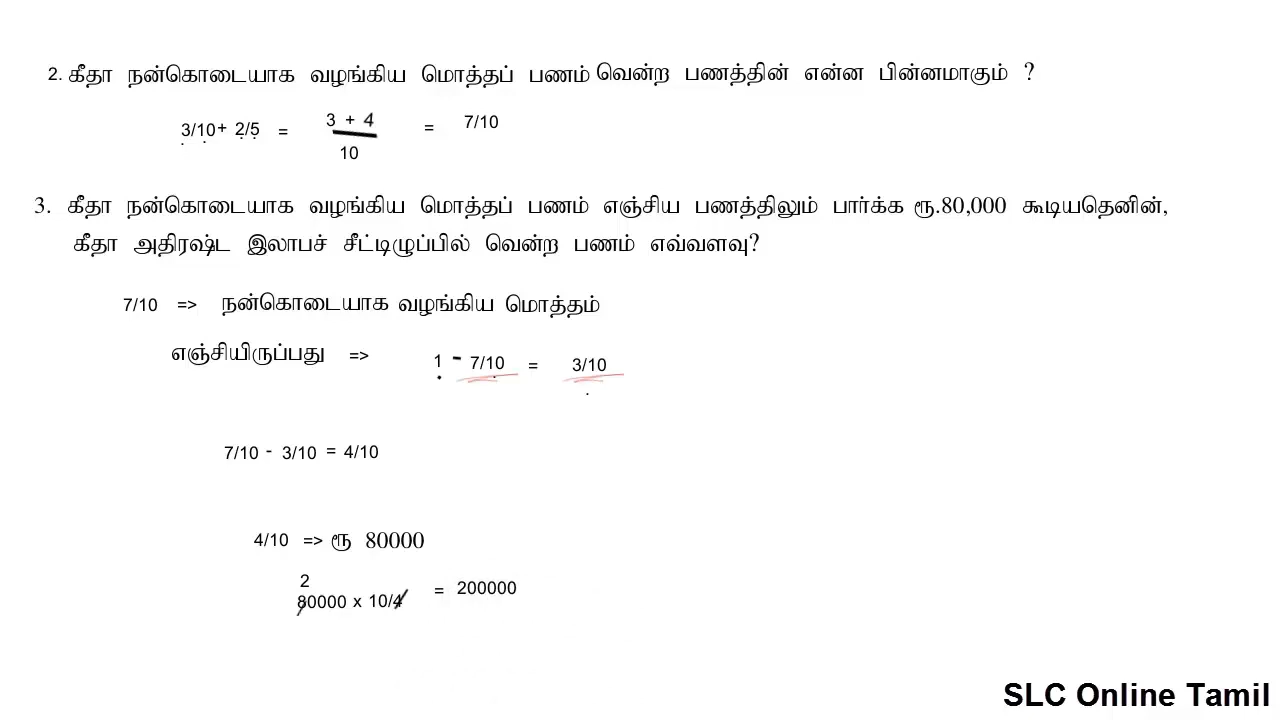 2. கீதா நன்கொடையாக வழங்கிய மொத்தப் பணம் வென்ற பணத்தின் என்ன பின்னமாகும் ?
3/10 + 2/5 = 3 + 4 = 7/10
10
3. கீதா நன்கொடையாக வழங்கிய மொத்தப் பணம் எஞ்சிய பணத்திலும் பார்க்க ரூ.80,000 கூடியதெனின்,
கீதா அதிரஷ்ட இலாபச் சீட்டிழுப்பில் வென்ற பணம் எவ்வளவு?
7/10 => நன்கொடையாக வழங்கிய மொத்தம்
எஞ்சியிருப்பது => 1 - 7/10 = 3/10
7/10 - 3/10 = 4/10
4/10 => ரூ 80000
2
80000 x 10/4 = 200000
SLC Online Tamil